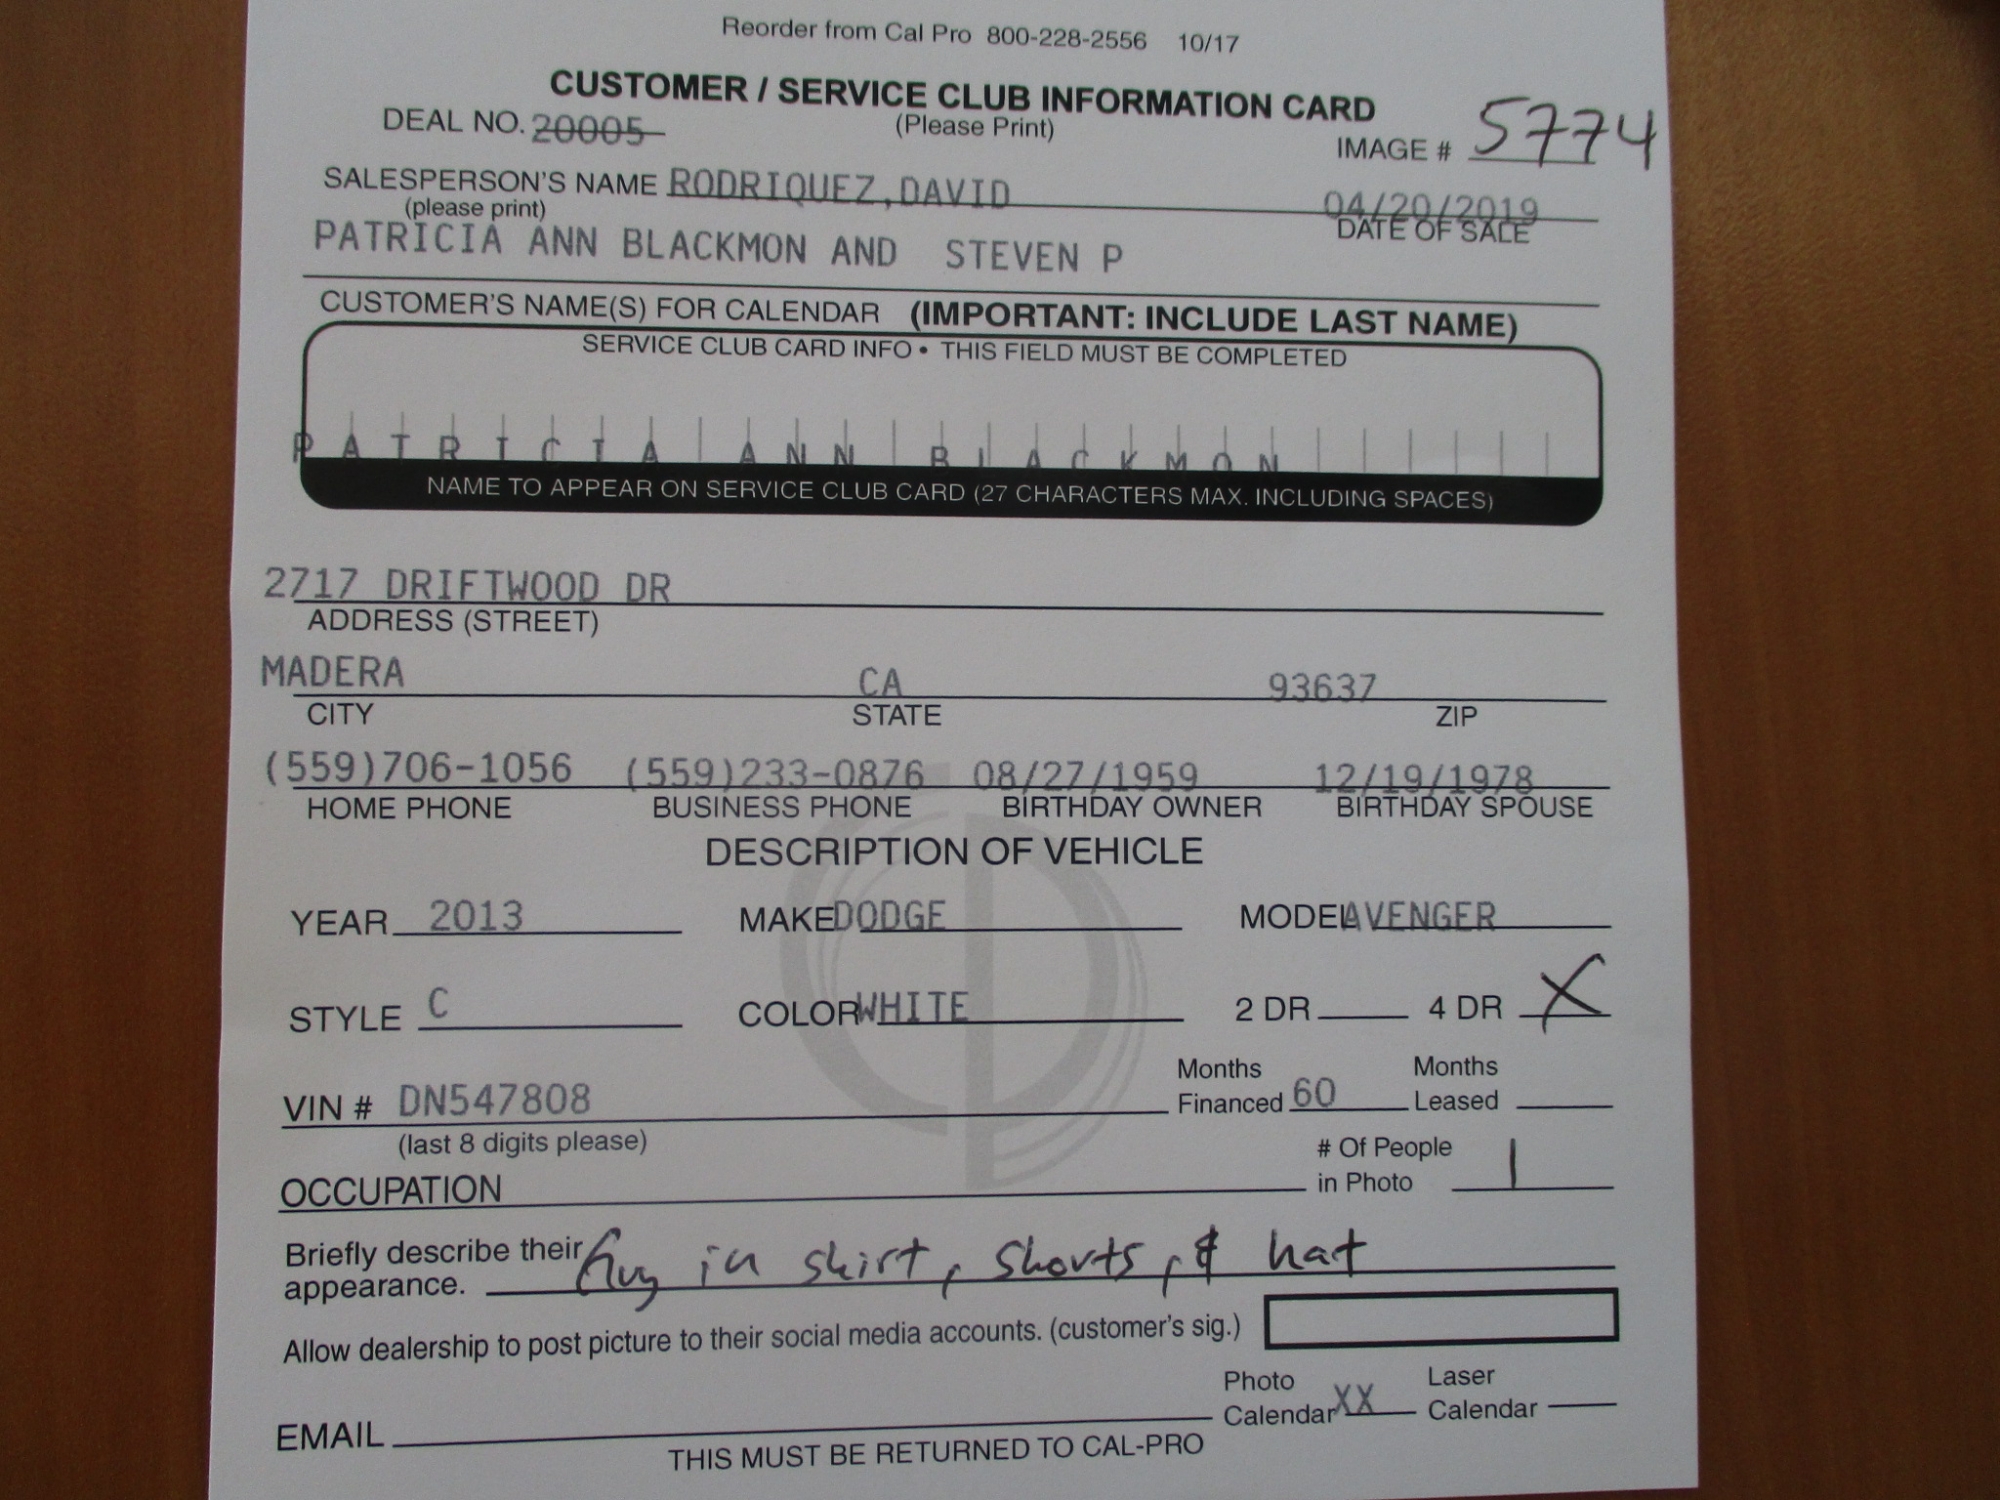 Reorder from Cal Pro 800-228-2556 10/17
CUSTOMER / SERVICE CLUB INFORMATION CARD
DEAL NO. 20005 (Please Print) IMAGE # 5774
SALESPERSON'S NAME RODRIQUEZ,DAVID 04/20/2019
(please print) DATE OF SALE
PATRICIA ANN BLACKMON AND STEVEN P
CUSTOMER'S NAME(S) FOR CALENDAR (IMPORTANT: INCLUDE LAST NAME)
SERVICE CLUB CARD INFO • THIS FIELD MUST BE COMPLETED
PATRICIA ANN BLACKMON
NAME TO APPEAR ON SERVICE CLUB CARD (27 CHARACTERS MAX. INCLUDING SPACES)
2717 DRIFTWOOD DR
ADDRESS (STREET)
MADERA CA 93637
CITY STATE ZIP
(559)706-1056 (559)233-0876 08/27/1959 12/19/1978
HOME PHONE BUSINESS PHONE BIRTHDAY OWNER BIRTHDAY SPOUSE
DESCRIPTION OF VEHICLE
YEAR 2013 MAKE DODGE MODEL AVENGER
STYLE C COLOR WHITE 2 DR 4 DR X
Months Months
VIN # DN547808 Financed 60 Leased
(last 8 digits please) # Of People
OCCUPATION in Photo 1
Briefly describe their Guy in shirt, shorts, & hat
appearance.
Allow dealership to post picture to their social media accounts. (customer's sig.)
Photo Laser
EMAIL Calendar XX Calendar
THIS MUST BE RETURNED TO CAL-PRO